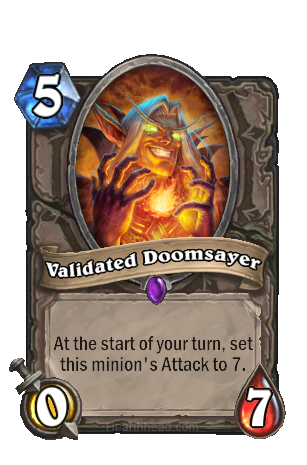 5
Validated Doomsayer
At the start of your turn, set
this minion's Attack to 7.
0
7